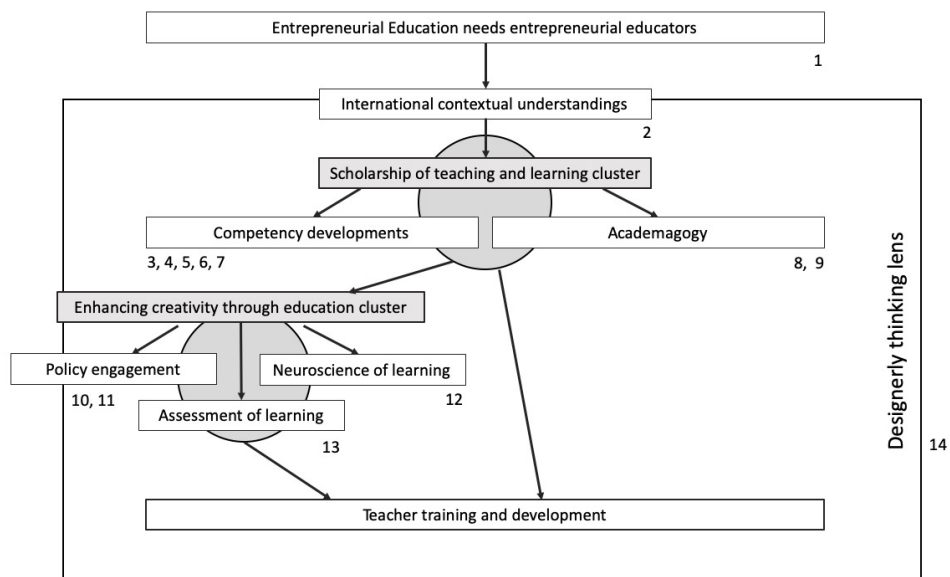 Entrepreneurial Education needs entrepreneurial educators
1
International contextual understandings
2
Scholarship of teaching and learning cluster
Competency developments
Academagogy
3, 4, 5, 6, 7
8, 9
Enhancing creativity through education cluster
Policy engagement
Neuroscience of learning
10, 11
12
Assessment of learning
13
Teacher training and development
Designerly thinking lens
14